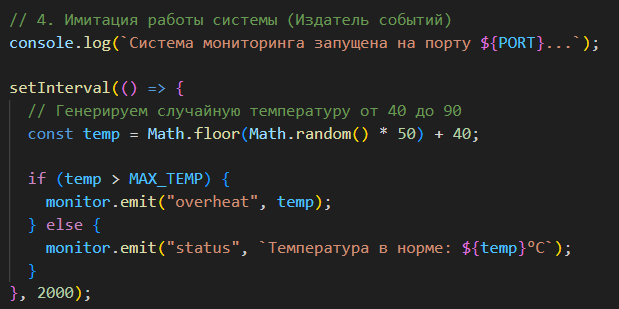 // 4. Имитация работы системы (Издатель событий)
console.log(`Система мониторинга запущена на порту ${PORT}...`);

setInterval(() => {
  // Генерируем случайную температуру от 40 до 90
  const temp = Math.floor(Math.random() * 50) + 40;

  if (temp > MAX_TEMP) {
    monitor.emit("overheat", temp);
  } else {
    monitor.emit("status", `Температура в норме: ${temp}°C`);
  }
}, 2000);